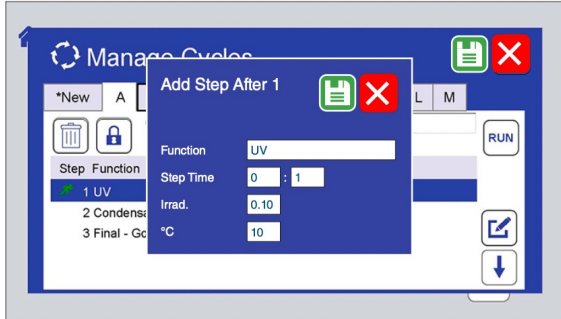 Manage Cycles
Add Step After 1
*New A L M
RUN
Function UV
Step Time 0 : 1
Irrad. 0.10
°C 10
Step Function
1 UV
2 Condensa
3 Final - Go